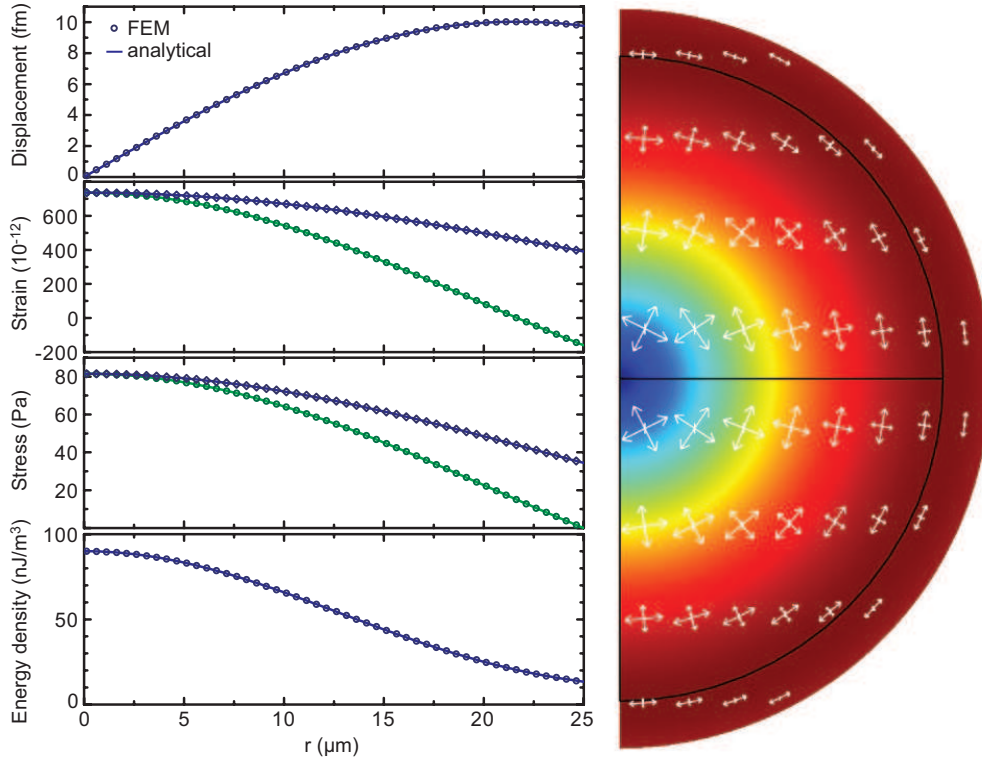 Displacement (fm)
10
8
6
4
2
0
FEM
analytical
Strain (10⁻¹²)
600
400
200
0
-200
Stress (Pa)
80
60
40
20
Energy density (nJ/m³)
100
50
0
0 5 10 15 20 25
r (µm)